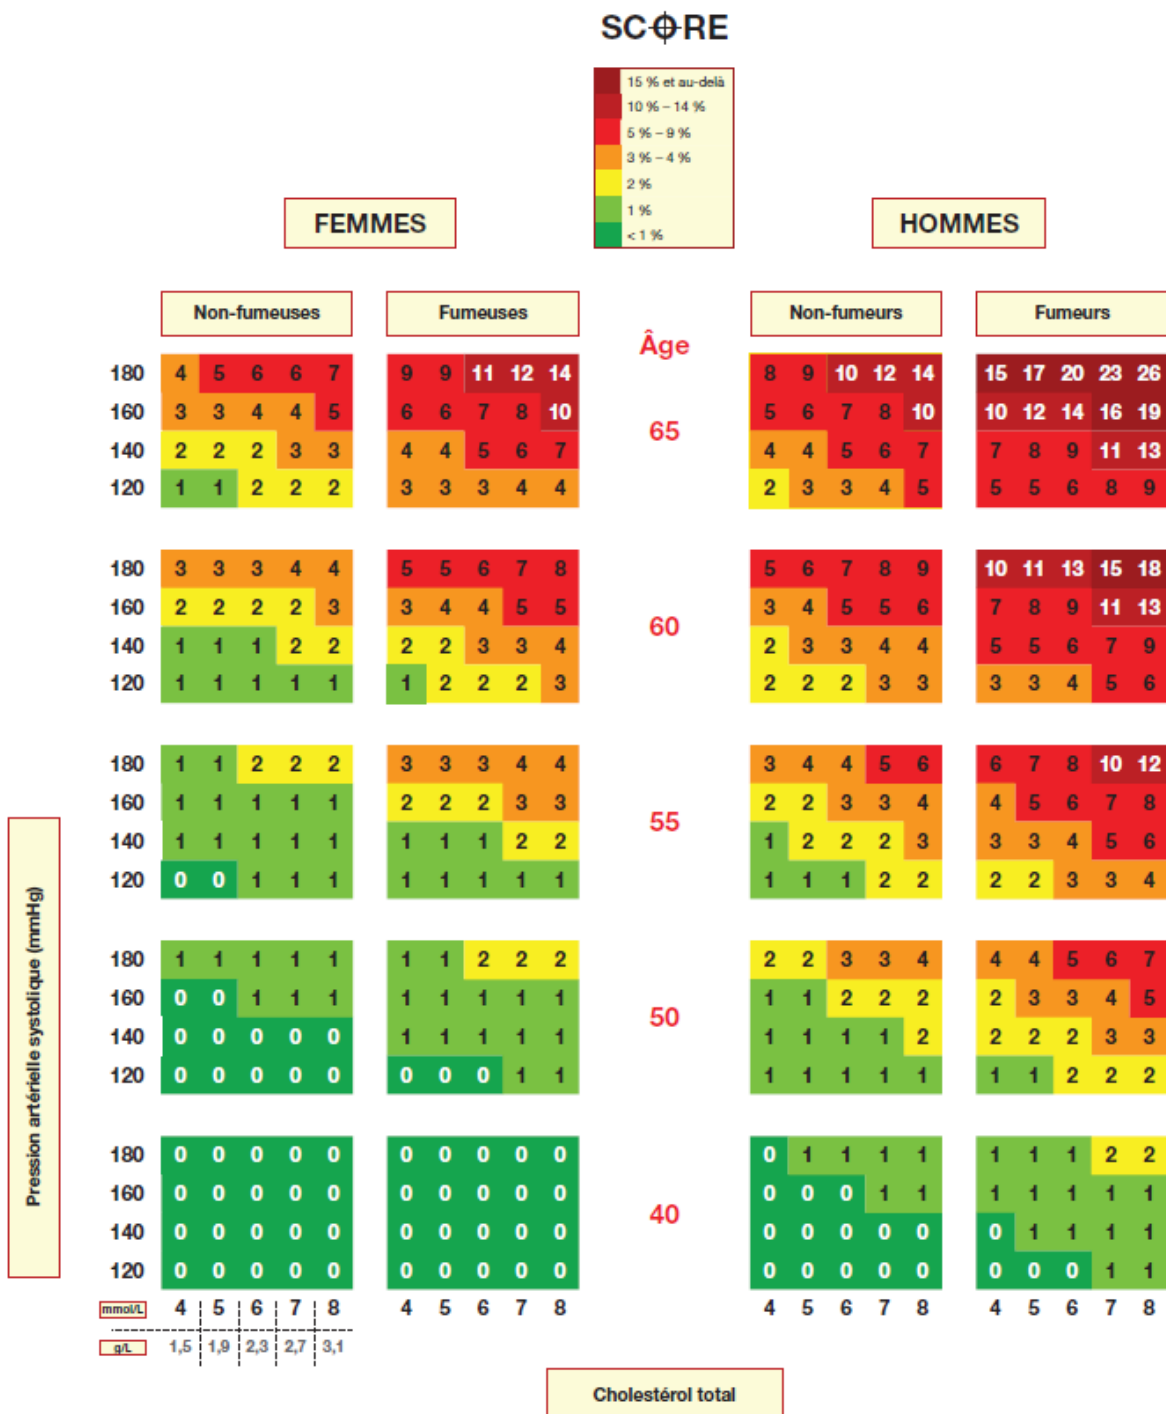 SCORE
15 % et au-delà
10 % – 14 %
5 % – 9 %
3 % – 4 %
2 %
1 %
< 1 %
FEMMES
HOMMES
Non-fumeuses
Fumeuses
Âge
Non-fumeurs
Fumeurs
180 4 5 6 6 7 9 9 11 12 14 8 9 10 12 14 15 17 20 23 26
160 3 3 4 4 5 6 6 7 8 10 5 6 7 8 10 10 12 14 16 19
65
140 2 2 2 3 3 4 4 5 6 7 4 4 5 6 7 7 8 9 11 13
120 1 1 2 2 2 3 3 3 4 4 2 3 3 4 5 5 5 6 8 9
180 3 3 3 4 4 5 5 6 7 8 5 6 7 8 9 10 11 13 15 18
160 2 2 2 2 3 3 4 4 5 5 3 4 5 5 6 7 8 9 11 13
60
140 1 1 1 2 2 2 2 3 3 4 2 3 3 4 4 5 5 6 7 9
120 1 1 1 1 1 1 2 2 2 3 2 2 2 3 3 3 3 4 5 6
180 1 1 2 2 2 3 3 3 4 4 3 4 4 5 6 6 7 8 10 12
160 1 1 1 1 1 2 2 2 3 3 2 2 3 3 4 4 5 6 7 8
55
140 1 1 1 1 1 1 1 1 2 2 1 2 2 2 3 3 3 4 5 6
120 0 0 1 1 1 1 1 1 1 1 1 1 1 2 2 2 2 3 3 4
180 1 1 1 1 1 1 1 2 2 2 2 2 3 3 4 4 4 5 6 7
160 0 0 1 1 1 1 1 1 1 1 1 1 2 2 2 2 3 3 4 5
50
140 0 0 0 0 0 1 1 1 1 1 1 1 1 1 2 2 2 2 3 3
120 0 0 0 0 0 0 0 0 1 1 1 1 1 1 1 1 1 2 2 2
180 0 0 0 0 0 0 0 0 0 0 0 1 1 1 1 1 1 1 2 2
160 0 0 0 0 0 0 0 0 0 0 0 0 0 1 1 1 1 1 1 1
40
140 0 0 0 0 0 0 0 0 0 0 0 0 0 0 0 0 1 1 1 1
120 0 0 0 0 0 0 0 0 0 0 0 0 0 0 0 0 0 0 1 1
mmol/L 4 5 6 7 8 4 5 6 7 8 4 5 6 7 8 4 5 6 7 8
g/L 1,5 1,9 2,3 2,7 3,1
Pression artérielle systolique (mmHg)
Cholestérol total